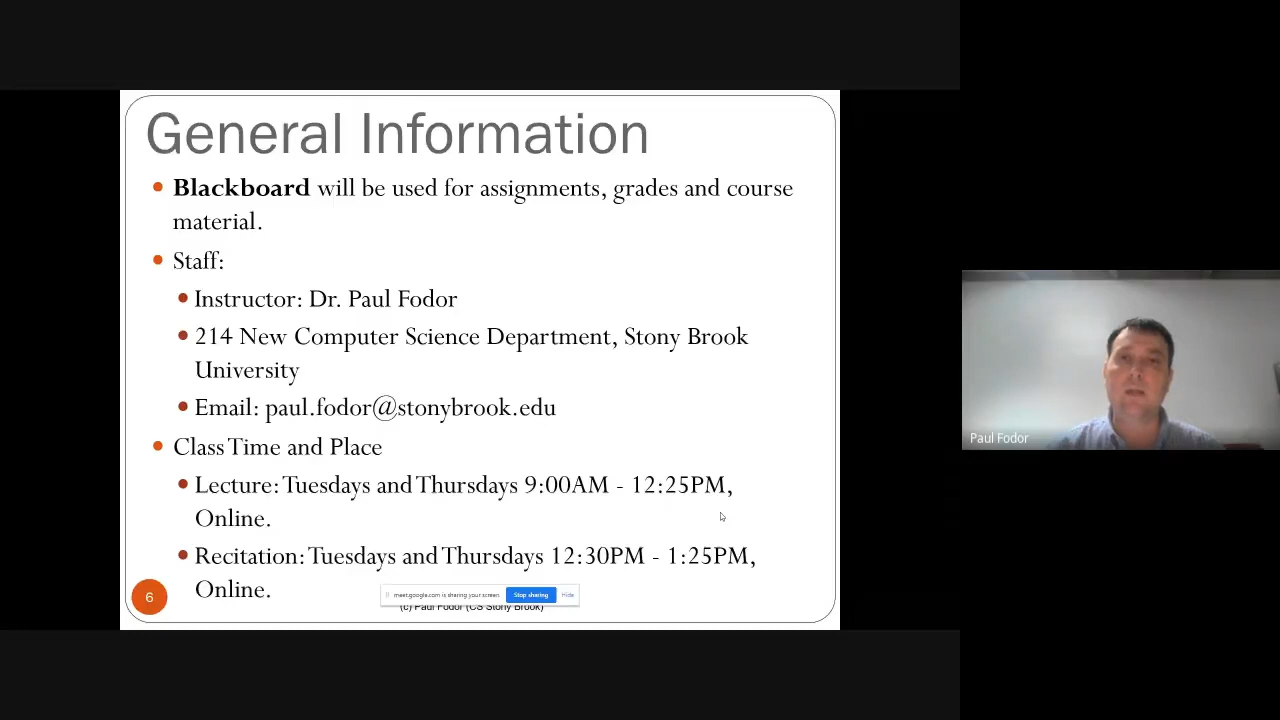 General Information
Blackboard will be used for assignments, grades and course
material.
Staff:
Instructor: Dr. Paul Fodor
214 New Computer Science Department, Stony Brook
University
Email: paul.fodor@stonybrook.edu
Class Time and Place
Lecture: Tuesdays and Thursdays 9:00AM - 12:25PM,
Online.
Recitation: Tuesdays and Thursdays 12:30PM - 1:25PM,
Online.
6
meet.google.com is sharing your screen. Stop sharing Hide
(c) Paul Fodor (CS Stony Brook)
Paul Fodor